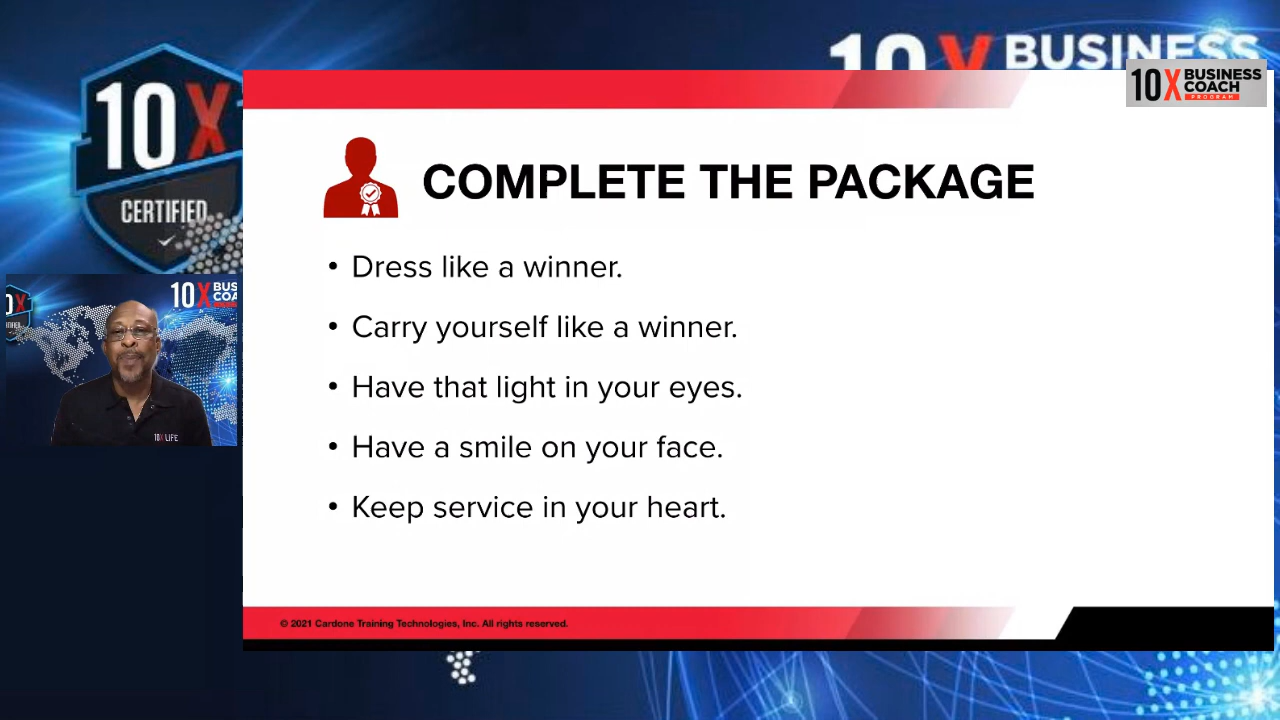 10X BUSINESS
10X
CERTIFIED
10X BUSINESS
COACH
PROGRAM
COMPLETE THE PACKAGE
• Dress like a winner.
• Carry yourself like a winner.
• Have that light in your eyes.
• Have a smile on your face.
• Keep service in your heart.
10X BUS
COA
10X LIFE
© 2021 Cardone Training Technologies, Inc. All rights reserved.